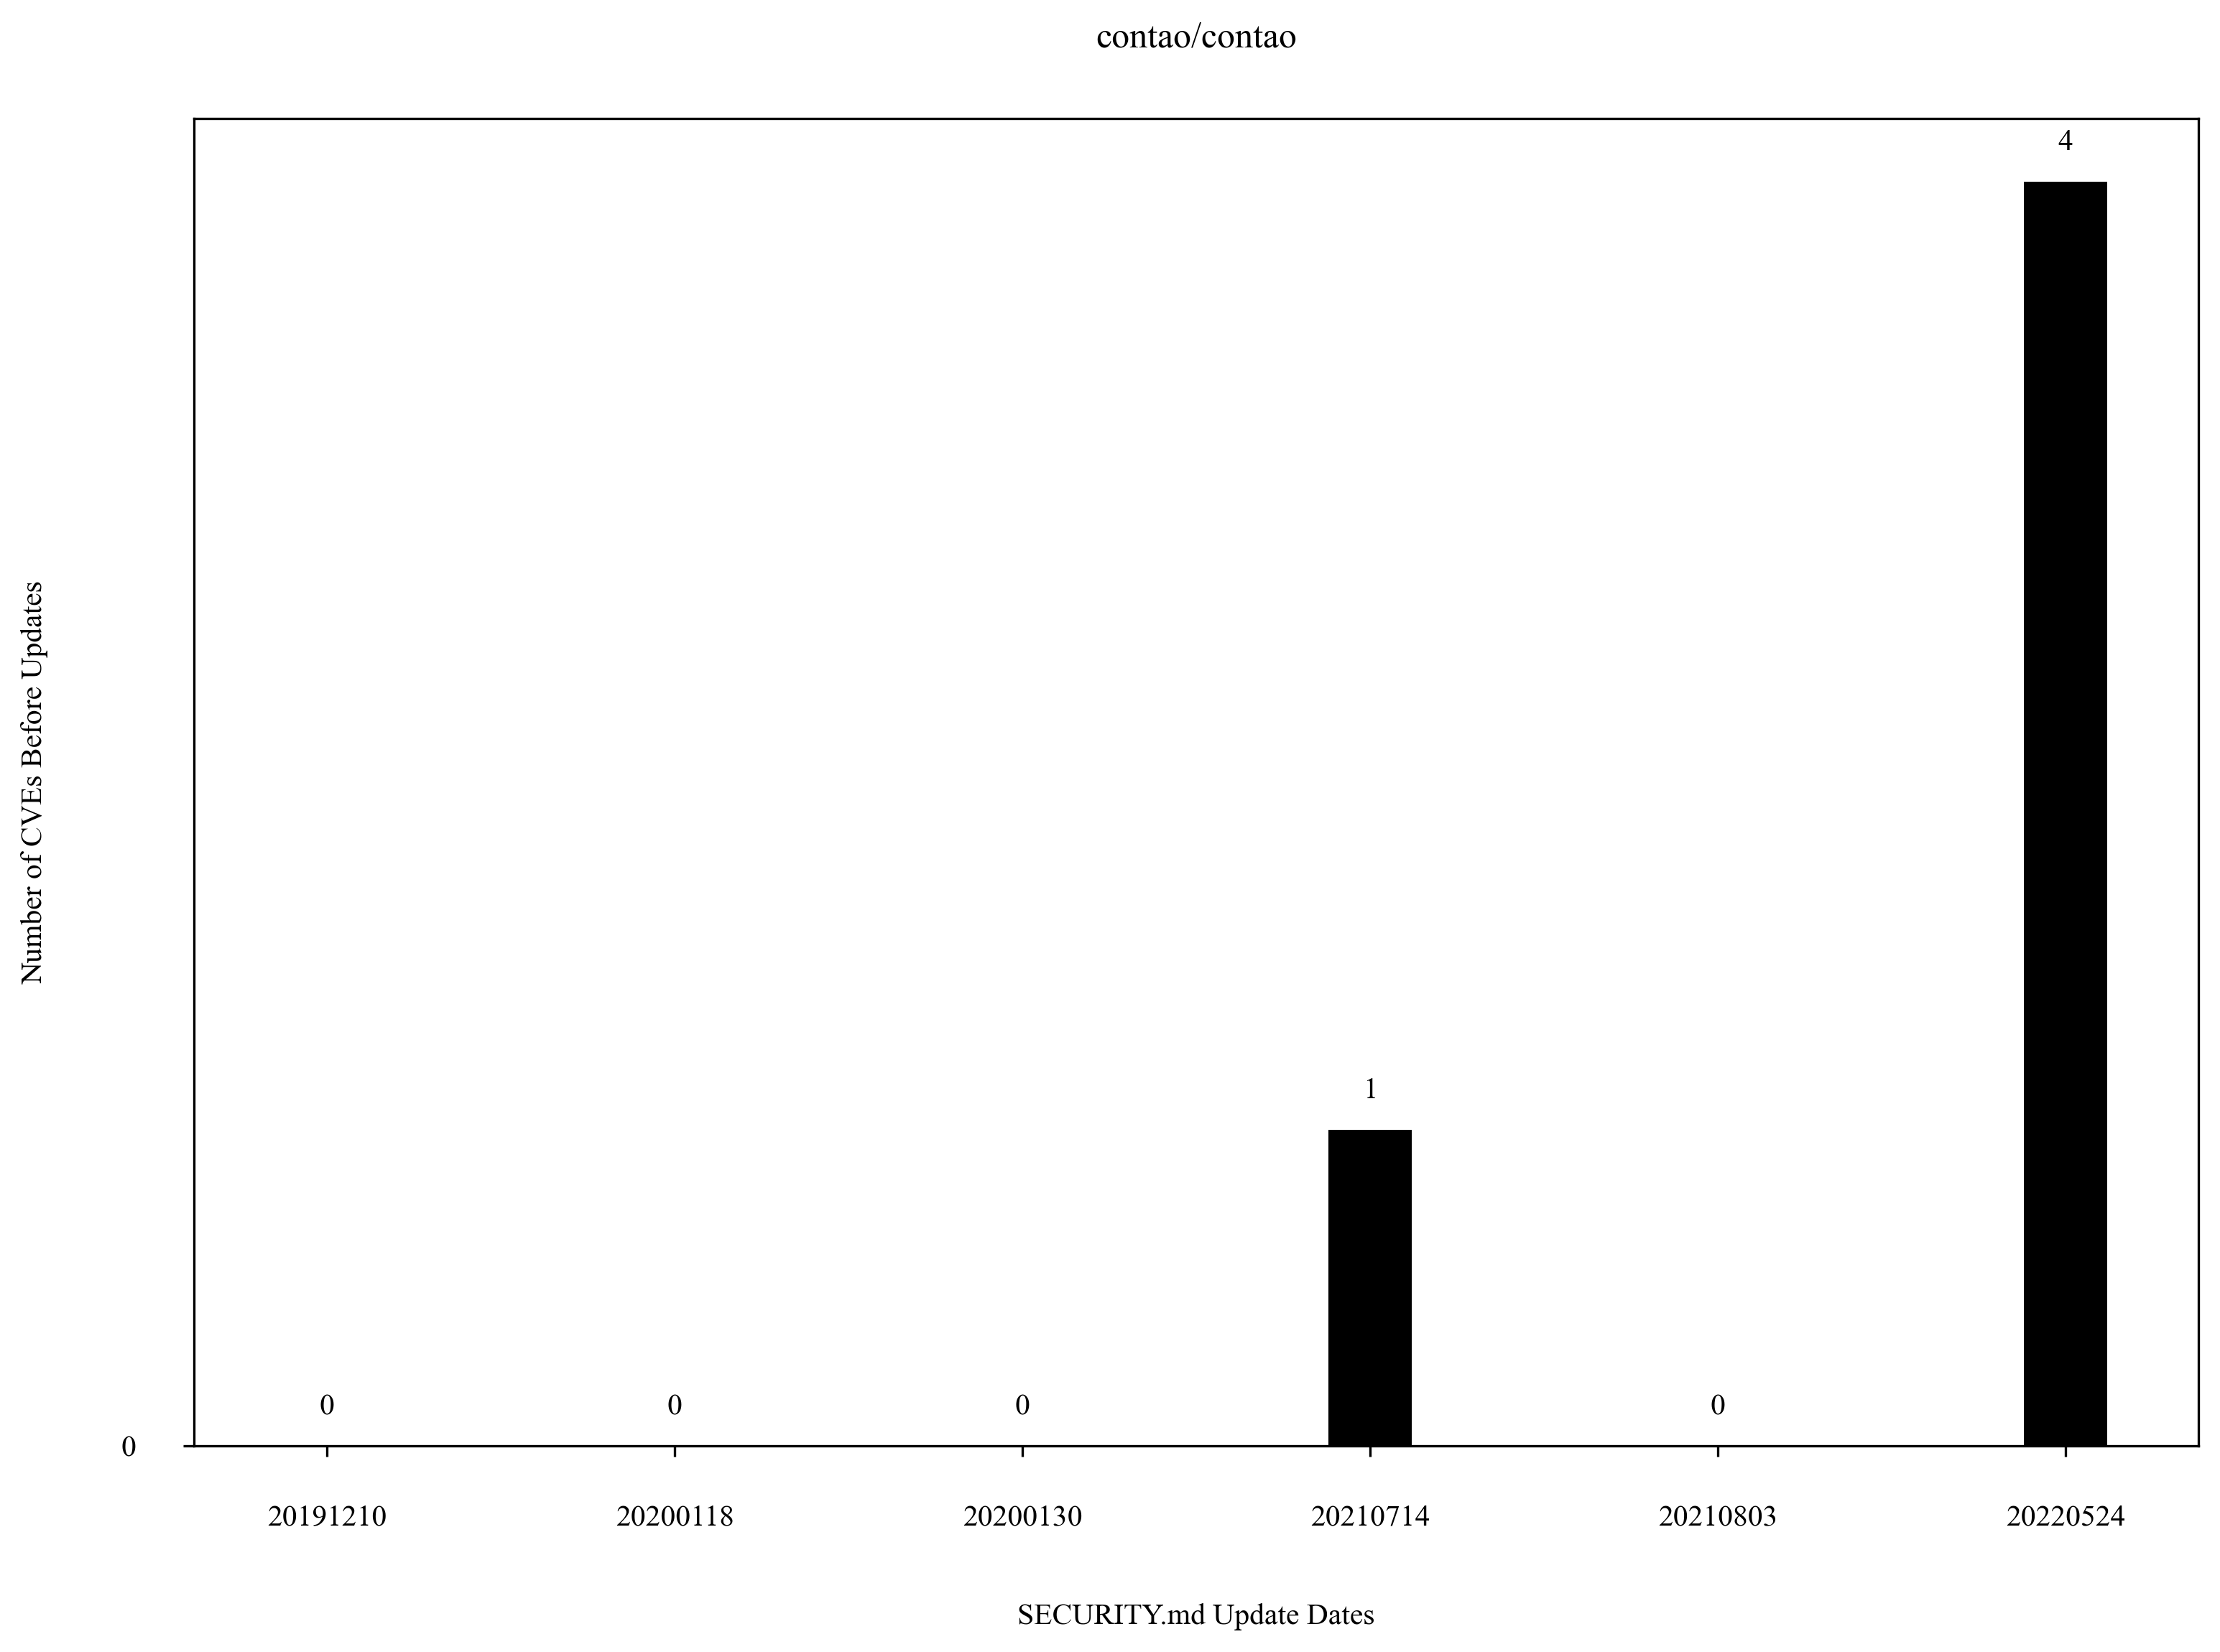 contao/contao
Number of CVEs Before Updates
4
1
0 0 0 0
0
20191210 20200118 20200130 20210714 20210803 20220524
SECURITY.md Update Dates